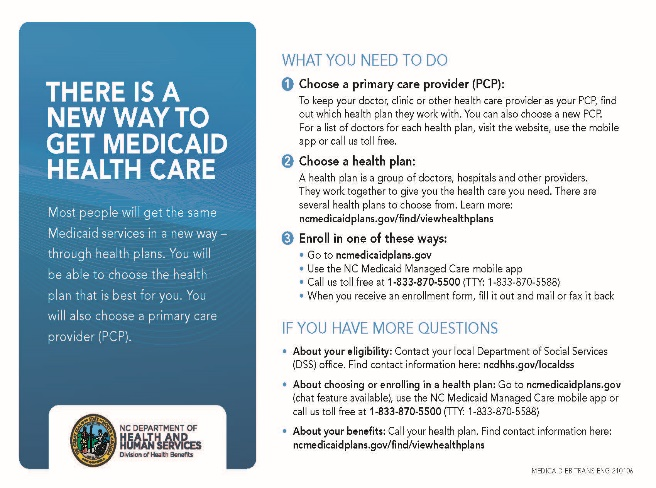 THERE IS A
NEW WAY TO
GET MEDICAID
HEALTH CARE
Most people will get the same
Medicaid services in a new way –
through health plans. You will
be able to choose the health
plan that is best for you. You
will also choose a primary care
provider (PCP).
NC DEPARTMENT OF
HEALTH AND
HUMAN SERVICES
Division of Health Benefits
WHAT YOU NEED TO DO
1 Choose a primary care provider (PCP):
To keep your doctor, clinic or other health care provider as your PCP, find
out which health plan they work with. You can also choose a new PCP.
For a list of doctors for each health plan, visit the website, use the mobile
app or call us toll free.
2 Choose a health plan:
A health plan is a group of doctors, hospitals and other providers.
They work together to give you the health care you need. There are
several health plans to choose from. Learn more:
ncmedicaidplans.gov/find/viewhealthplans
3 Enroll in one of these ways:
• Go to ncmedicaidplans.gov
• Use the NC Medicaid Managed Care mobile app
• Call us toll free at 1-833-870-5500 (TTY: 1-833-870-5588)
• When you receive an enrollment form, fill it out and mail or fax it back
IF YOU HAVE MORE QUESTIONS
• About your eligibility: Contact your local Department of Social Services
(DSS) office. Find contact information here: ncdhhs.gov/localdss
• About choosing or enrolling in a health plan: Go to ncmedicaidplans.gov
(chat feature available), use the NC Medicaid Managed Care mobile app or
call us toll free at 1-833-870-5500 (TTY: 1-833-870-5588)
• About your benefits: Call your health plan. Find contact information here:
ncmedicaidplans.gov/find/viewhealthplans
MEDICAID-EB-TRANS-ENG-210106